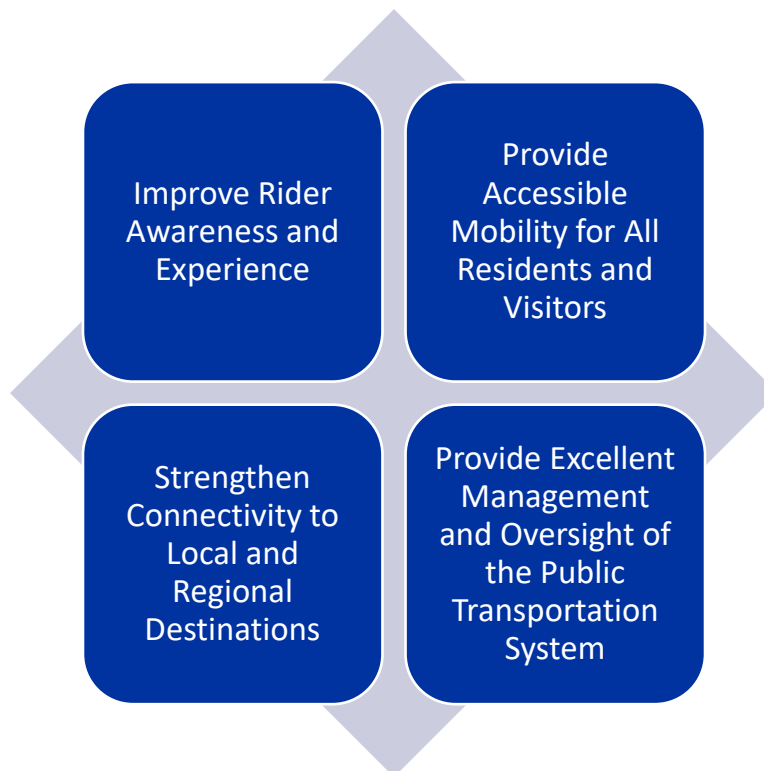 Improve Rider
Awareness and
Experience
Provide
Accessible
Mobility for All
Residents and
Visitors
Strengthen
Connectivity to
Local and
Regional
Destinations
Provide Excellent
Management
and Oversight of
the Public
Transportation
System